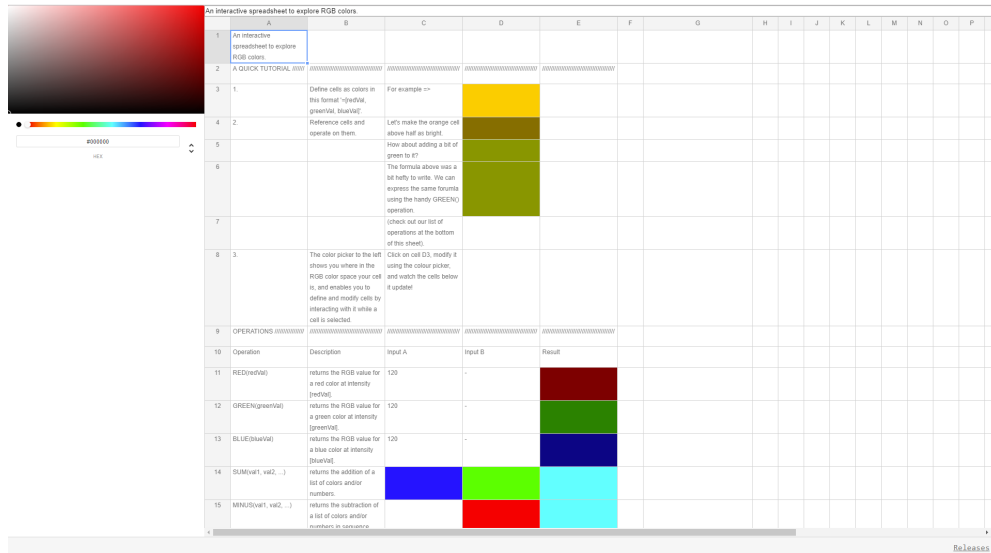 An interactive spreadsheet to explore RGB colors.
A B C D E F G H I J K L M N O P
1 An interactive
spreadsheet to explore
RGB colors.
2 A QUICK TUTORIAL /////// ////////////////////////////////////// ////////////////////////////////////// ////////////////////////////////////// //////////////////////////////////////
3 1. Define cells as colors in For example =>
this format '=[redVal,
greenVal, blueVal]'.
4 2. Reference cells and Let's make the orange cell
operate on them. above half as bright.
5 How about adding a bit of
green to it?
6 The formula above was a
bit hefty to write. We can
express the same forumla
using the handy GREEN()
operation.
7 (check out our list of
operations at the bottom
of this sheet).
8 3. The color picker to the left Click on cell D3, modify it
shows you where in the using the colour picker,
RGB color space your cell and watch the cells below
is, and enables you to it update!
define and modify cells by
interacting with it while a
cell is selected.
9 OPERATIONS /////////////// ////////////////////////////////////// ////////////////////////////////////// ////////////////////////////////////// //////////////////////////////////////
10 Operation Description Input A Input B Result
11 RED(redVal) returns the RGB value for 120 -
a red color at intensity
[redVal].
12 GREEN(greenVal) returns the RGB value for 120 -
a green color at intensity
[greenVal].
13 BLUE(blueVal) returns the RGB value for 120 -
a blue color at intensity
[blueVal]
14 SUM(val1, val2, ...) returns the addition of a
list of colors and/or
numbers.
15 MINUS(val1, val2, ...) returns the subtraction of
a list of colors and/or
numbers in sequence
#000000
HEX
Releases